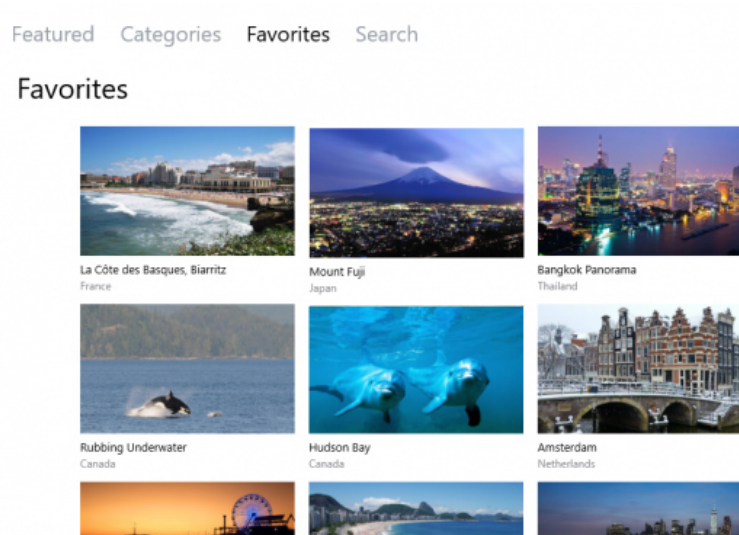 Featured Categories Favorites Search
Favorites
La Côte des Basques, Biarritz
France
Mount Fuji
Japan
Bangkok Panorama
Thailand
Rubbing Underwater
Canada
Hudson Bay
Canada
Amsterdam
Netherlands